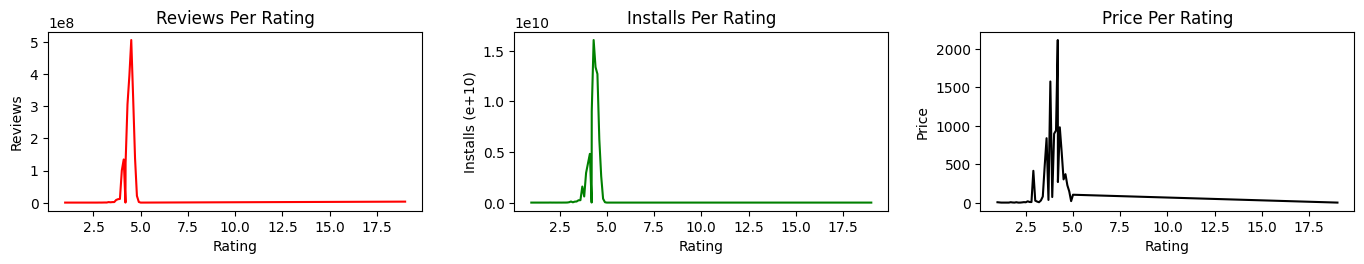 Reviews Per Rating
1e8
5
4
3
2
1
0
Reviews
2.5 5.0 7.5 10.0 12.5 15.0 17.5
Rating
Installs Per Rating
1e10
1.5
1.0
0.5
0.0
Installs (e+10)
2.5 5.0 7.5 10.0 12.5 15.0 17.5
Rating
Price Per Rating
2000
1500
1000
500
0
Price
2.5 5.0 7.5 10.0 12.5 15.0 17.5
Rating